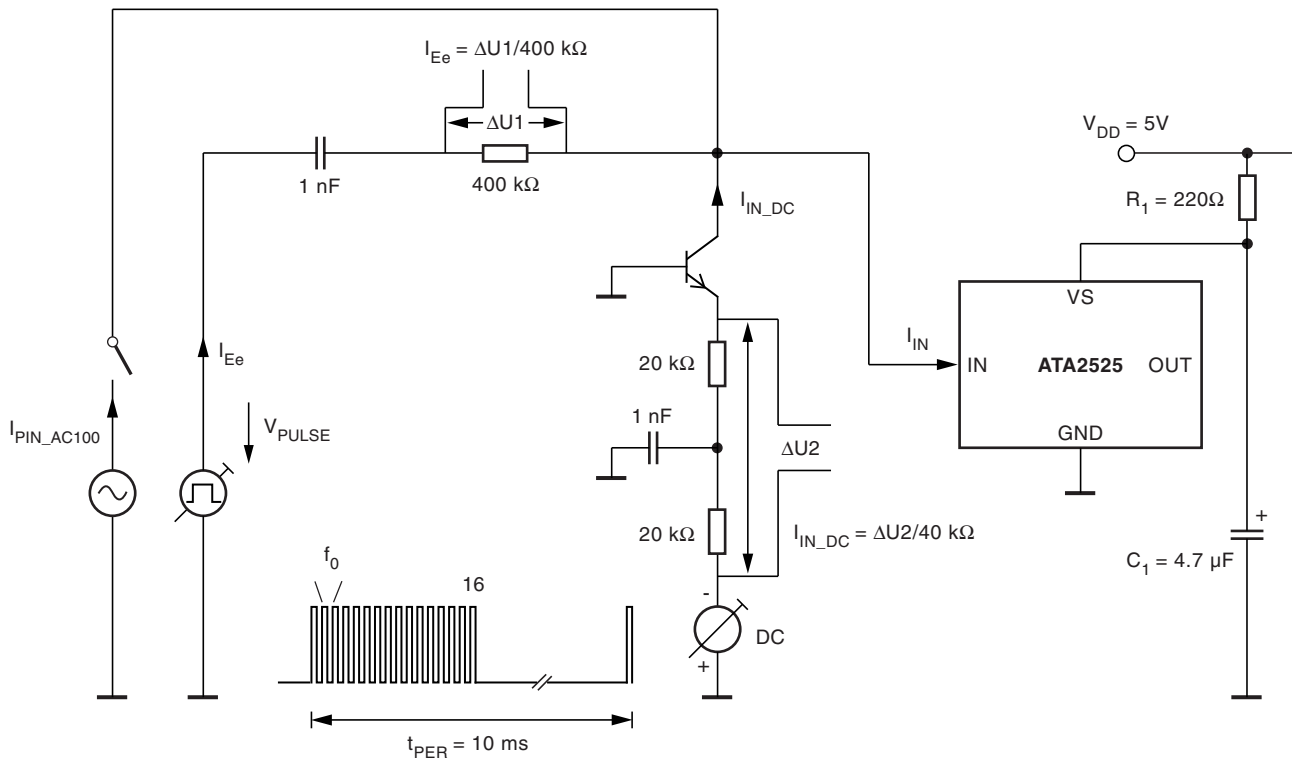 I_Ee = ΔU1/400 kΩ
ΔU1
1 nF
400 kΩ
V_DD = 5V
R_1 = 220Ω
I_IN_DC
VS
I_IN
IN
ATA2525
OUT
GND
I_Ee
20 kΩ
1 nF
I_PIN_AC100
V_PULSE
ΔU2
20 kΩ
I_IN_DC = ΔU2/40 kΩ
+
C_1 = 4.7 µF
f_0
16
-
DC
+
t_PER = 10 ms